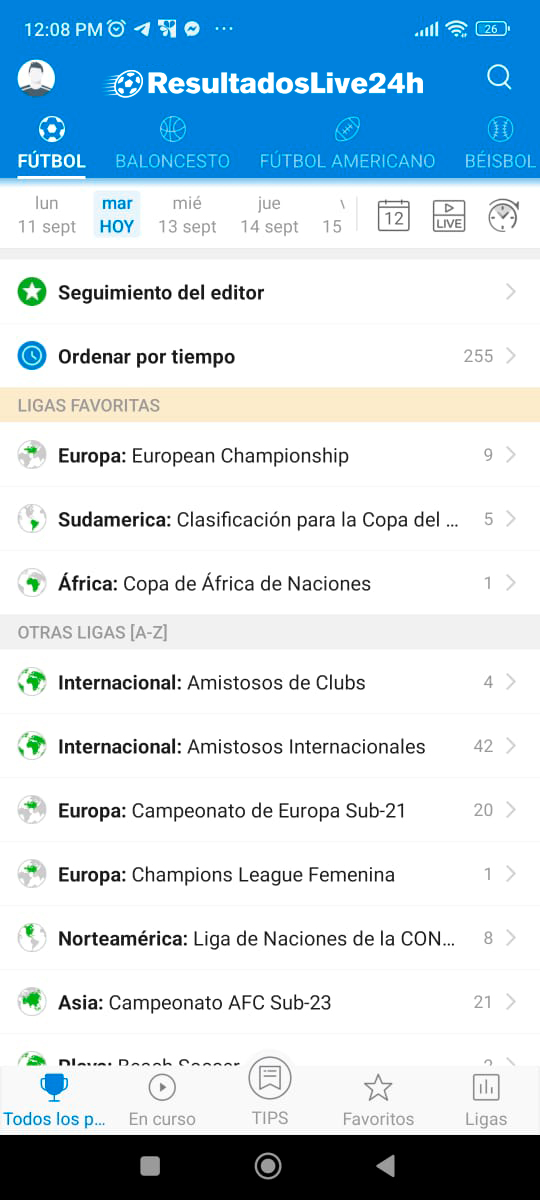 12:08 PM
26
ResultadosLive24h
FÚTBOL BALONCESTO FÚTBOL AMERICANO BÉISBOL
lun mar mié jue
11 sept HOY 13 sept 14 sept 15 12 LIVE
Seguimiento del editor
Ordenar por tiempo 255
LIGAS FAVORITAS
Europa: European Championship 9
Sudamerica: Clasificación para la Copa del ... 5
África: Copa de África de Naciones 1
OTRAS LIGAS [A-Z]
Internacional: Amistosos de Clubs 4
Internacional: Amistosos Internacionales 42
Europa: Campeonato de Europa Sub-21 20
Europa: Champions League Femenina 1
Norteamérica: Liga de Naciones de la CON... 8
Asia: Campeonato AFC Sub-23 21
Playa: Beach Soccer 2
Todos los p... En curso TIPS Favoritos Ligas